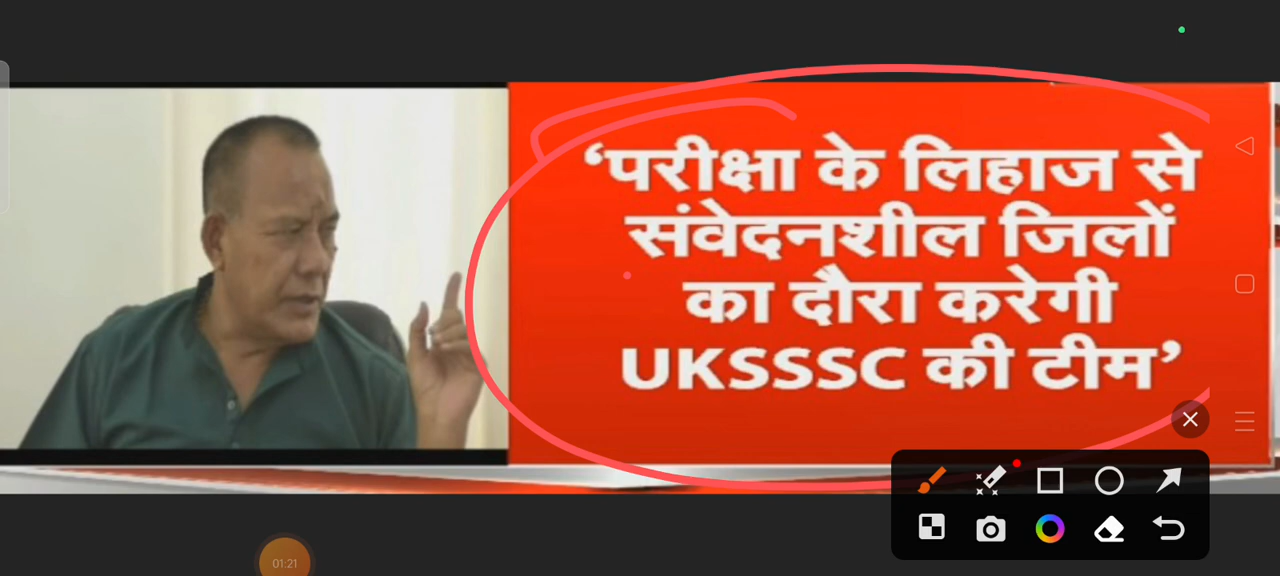 ‘परीक्षा के लिहाज से
संवेदनशील जिलों
का दौरा करेगी
UKSSSC की टीम’
01:21